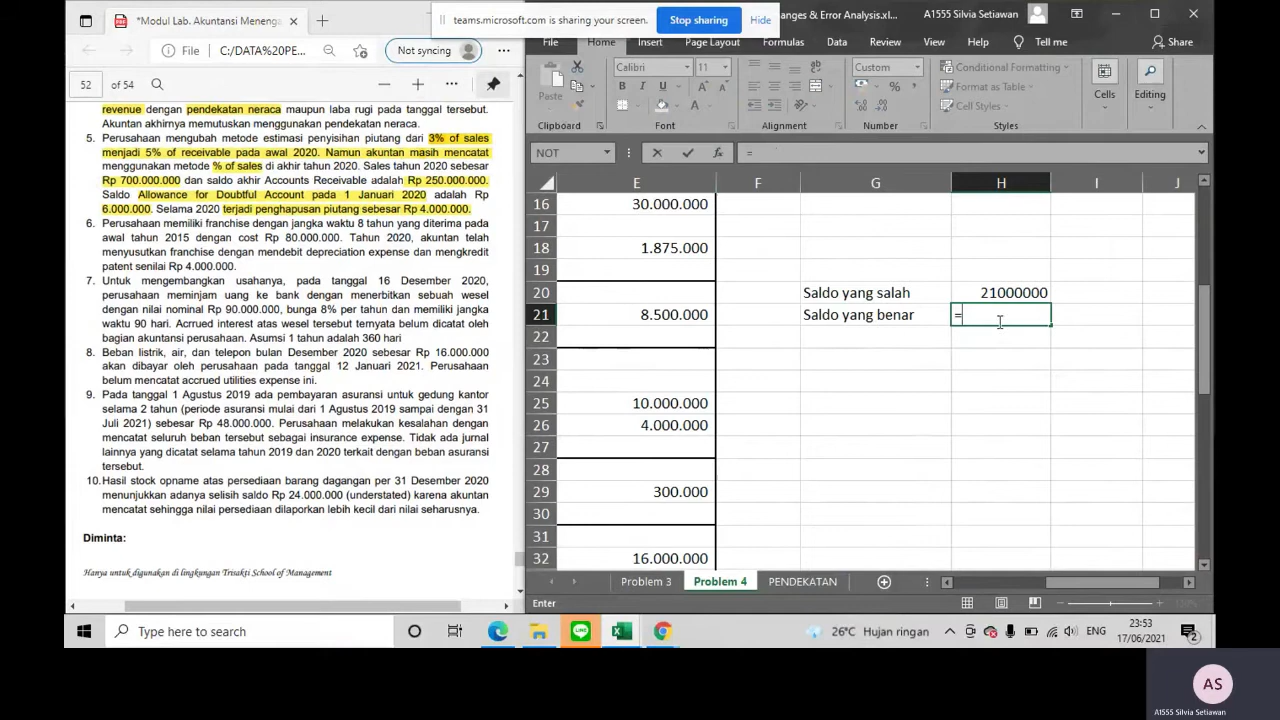 *Modul Lab. Akuntansi Menenga
teams.microsoft.com is sharing your screen.
Stop sharing
Hide
anges & Error Analysis.xl...
A1555 Silvia Setiawan
File
C:/DATA%20PE...
Not syncing
52
of 54
File
Home
Insert
Page Layout
Formulas
Data
Review
View
Help
Tell me
Share
Paste
Calibri
11
B
I
U
Custom
Conditional Formatting
Format as Table
Cell Styles
Cells
Editing
Clipboard
Font
Alignment
Number
Styles
NOT
fx
=
revenue dengan pendekatan neraca maupun laba rugi pada tanggal tersebut.
Akuntan akhirnya memutuskan menggunakan pendekatan neraca.
5. Perusahaan mengubah metode estimasi penyisihan piutang dari 3% of sales
menjadi 5% of receivable pada awal 2020. Namun akuntan masih mencatat
menggunakan metode % of sales di akhir tahun 2020. Sales tahun 2020 sebesar
Rp 700.000.000 dan saldo akhir Accounts Receivable adalah Rp 250.000.000.
Saldo Allowance for Doubtful Account pada 1 Januari 2020 adalah Rp
6.000.000. Selama 2020 terjadi penghapusan piutang sebesar Rp 4.000.000.
6. Perusahaan memiliki franchise dengan jangka waktu 8 tahun yang diterima pada
awal tahun 2015 dengan cost Rp 80.000.000. Tahun 2020, akuntan telah
menyusutkan franchise dengan mendebit depreciation expense dan mengkredit
patent senilai Rp 4.000.000.
7. Untuk mengembangkan usahanya, pada tanggal 16 Desember 2020,
perusahaan meminjam uang ke bank dengan menerbitkan sebuah wesel
dengan nilai nominal Rp 90.000.000, bunga 8% per tahun dan memiliki jangka
waktu 90 hari. Accrued interest atas wesel tersebut ternyata belum dicatat oleh
bagian akuntansi perusahaan. Asumsi 1 tahun adalah 360 hari
8. Beban listrik, air, dan telepon bulan Desember 2020 sebesar Rp 16.000.000
akan dibayar oleh perusahaan pada tanggal 12 Januari 2021. Perusahaan
belum mencatat accrued utilities expense ini.
9. Pada tanggal 1 Agustus 2019 ada pembayaran asuransi untuk gedung kantor
selama 2 tahun (periode asuransi mulai dari 1 Agustus 2019 sampai dengan 31
Juli 2021) sebesar Rp 48.000.000. Perusahaan melakukan kesalahan dengan
mencatat seluruh beban tersebut sebagai insurance expense. Tidak ada jurnal
lainnya yang dicatat selama tahun 2019 dan 2020 terkait dengan beban asuransi
tersebut.
10. Hasil stock opname atas persediaan barang dagangan per 31 Desember 2020
menunjukkan adanya selisih saldo Rp 24.000.000 (understated) karena akuntan
mencatat sehingga nilai persediaan dilaporkan lebih kecil dari nilai seharusnya.
Diminta:
Hanya untuk digunakan di lingkungan Trisakti School of Management
E F G H I J
16 30.000.000
17
18 1.875.000
19
20 Saldo yang salah 21000000
21 8.500.000 Saldo yang benar =
22
23
24
25 10.000.000
26 4.000.000
27
28
29 300.000
30
31
32 16.000.000
Problem 3
Problem 4
PENDEKATAN
Enter
Type here to search
26°C Hujan ringan
ENG
23:53
17/06/2021
2
AS
A1555 Silvia Setiawan